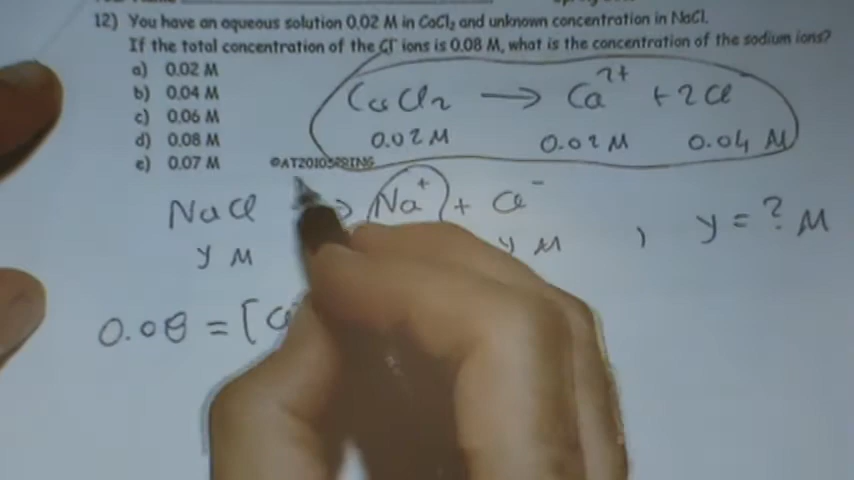 12) You have an aqueous solution 0.02 M in CaCl₂ and unknown concentration in NaCl.
If the total concentration of the Cl⁻ ions is 0.08 M, what is the concentration of the sodium ions?
a) 0.02 M
b) 0.04 M
c) 0.06 M
d) 0.08 M
e) 0.07 M
©AT2010SPRING
CaCl₂ → Ca²⁺ + 2Cl
0.02 M 0.02 M 0.04 M
NaCl → Na⁺ + Cl⁻
y M y M , y = ? M
0.08 = [Cl